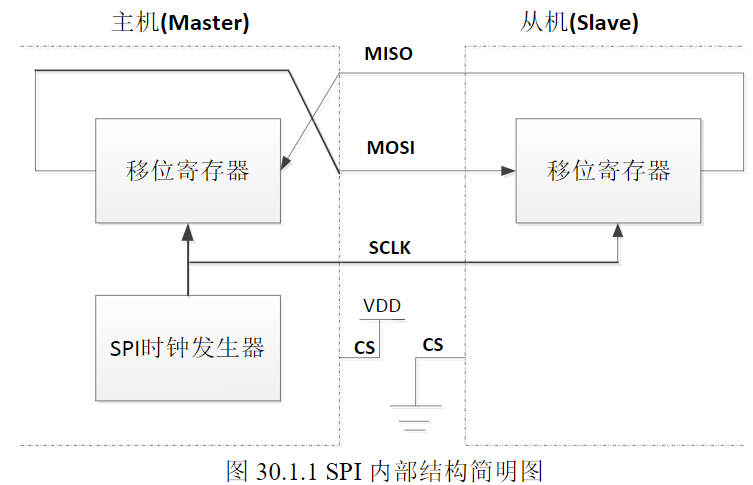 主机(Master)
从机(Slave)
MISO
移位寄存器
MOSI
移位寄存器
SCLK
SPI时钟发生器
VDD
CS
CS
图 30.1.1 SPI 内部结构简明图